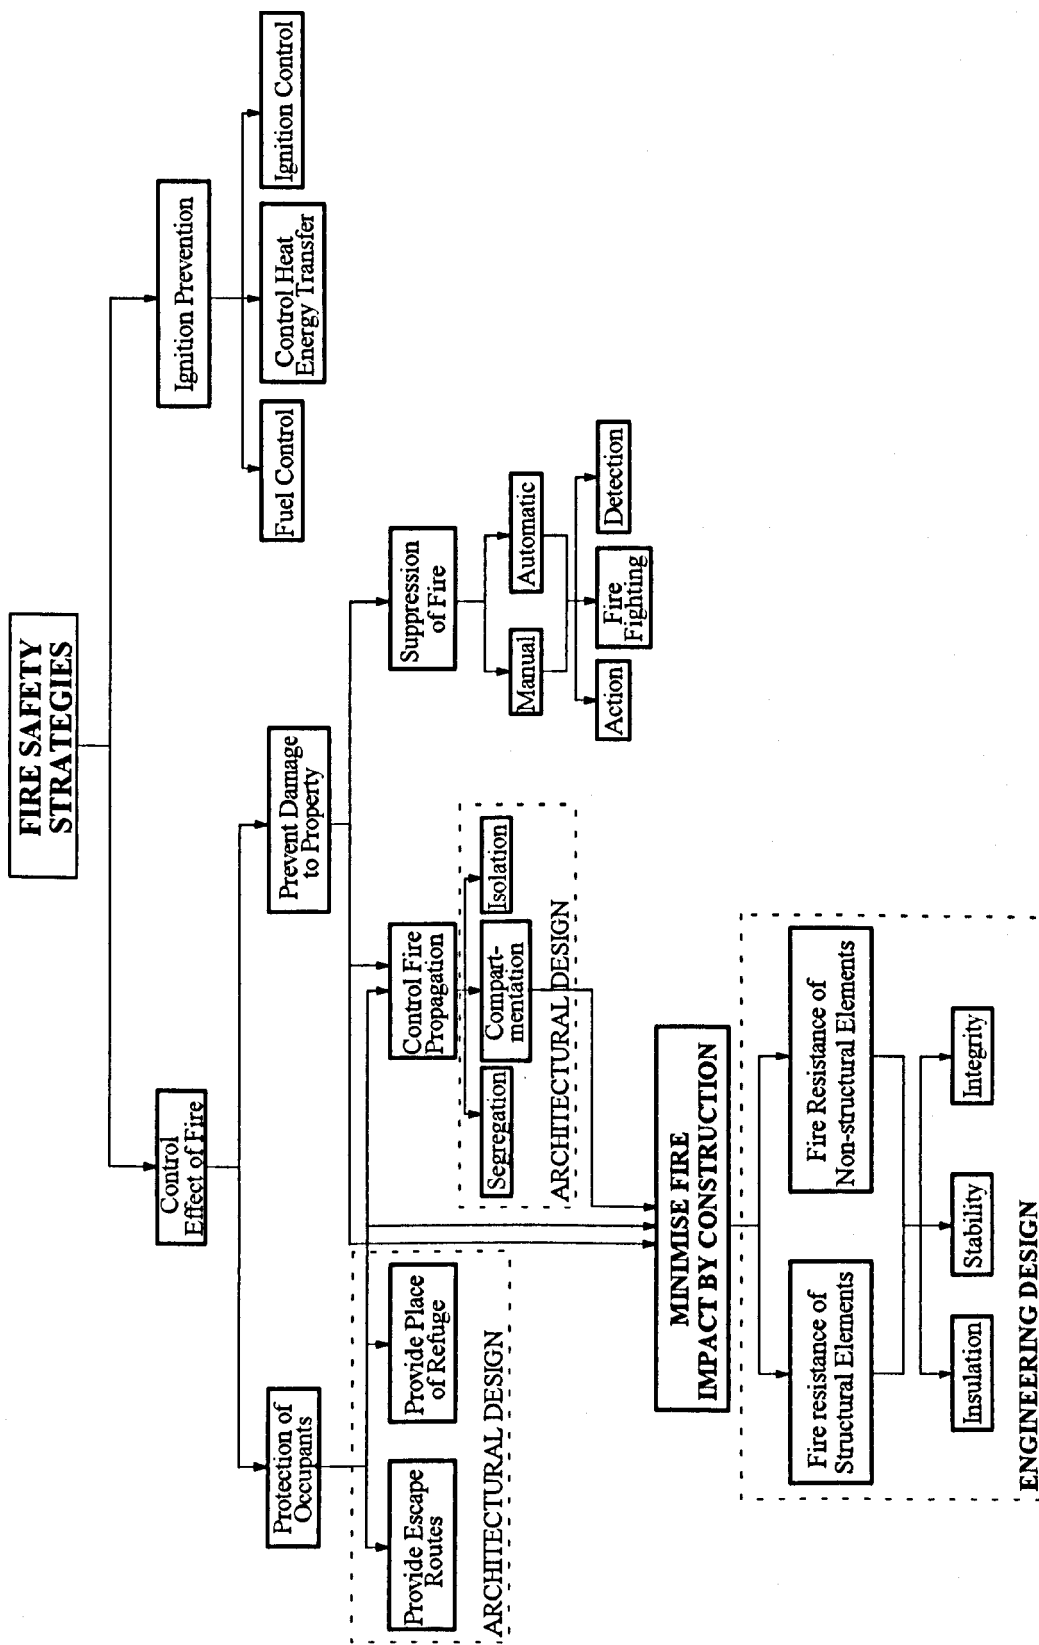 FIRE SAFETY
STRATEGIES
Control
Effect of Fire
Ignition Prevention
Protection of
Occupants
Prevent Damage
to Property
Fuel Control
Control Heat
Energy Transfer
Ignition Control
Provide Escape
Routes
Provide Place
of Refuge
ARCHITECTURAL DESIGN
Control Fire
Propagation
Suppression
of Fire
Segregation
Compart-
mentation
Isolation
ARCHITECTURAL DESIGN
Manual
Automatic
Action
Fire
Fighting
Detection
MINIMISE FIRE
IMPACT BY CONSTRUCTION
Fire resistance of
Structural Elements
Fire Resistance of
Non-structural Elements
Insulation
Stability
Integrity
ENGINEERING DESIGN